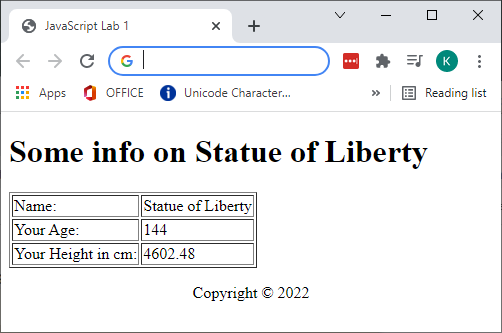 JavaScript Lab 1
K
Apps OFFICE Unicode Character... » Reading list
Some info on Statue of Liberty
Name: Statue of Liberty
Your Age: 144
Your Height in cm: 4602.48
Copyright © 2022